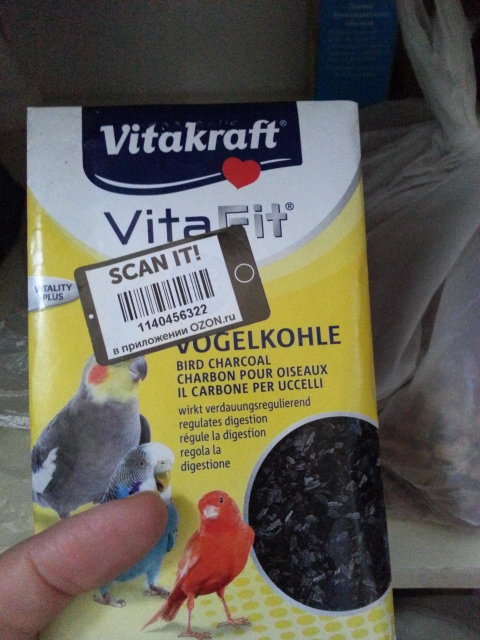 Vitakraft®
VitaFit®
VITALITY
PLUS
SCAN IT!
1140456322
в приложении OZON.ru
VOGELKOHLE
BIRD CHARCOAL
CHARBON POUR OISEAUX
IL CARBONE PER UCCELLI
wirkt verdauungsregulierend
regulates digestion
régule la digestion
regola la
digestione